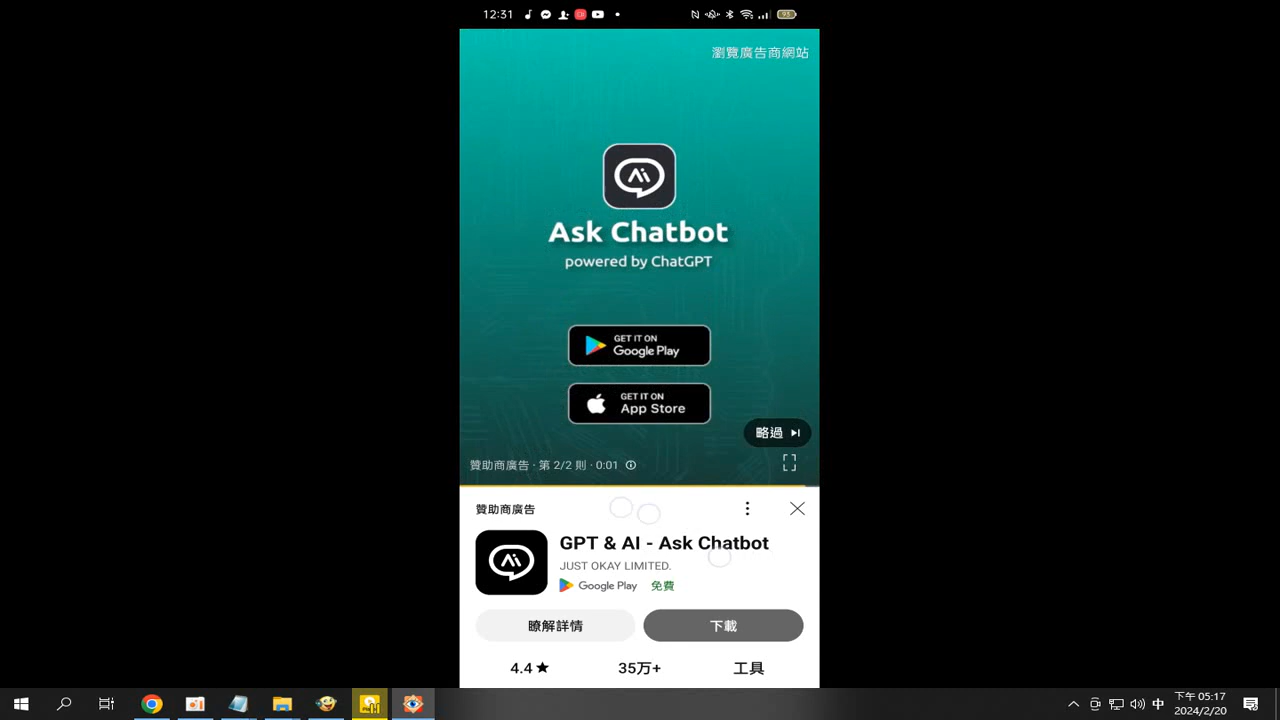 12:31
93
瀏覽廣告商網站
Ai
Ask Chatbot
powered by ChatGPT
GET IT ON
Google Play
GET IT ON
App Store
略過
贊助商廣告 · 第 2/2 則 · 0:01
贊助商廣告
Ai
GPT & AI - Ask Chatbot
JUST OKAY LIMITED.
Google Play 免費
瞭解詳情
下載
4.4★ 35万+ 工具
中
下午 05:17
2024/2/20